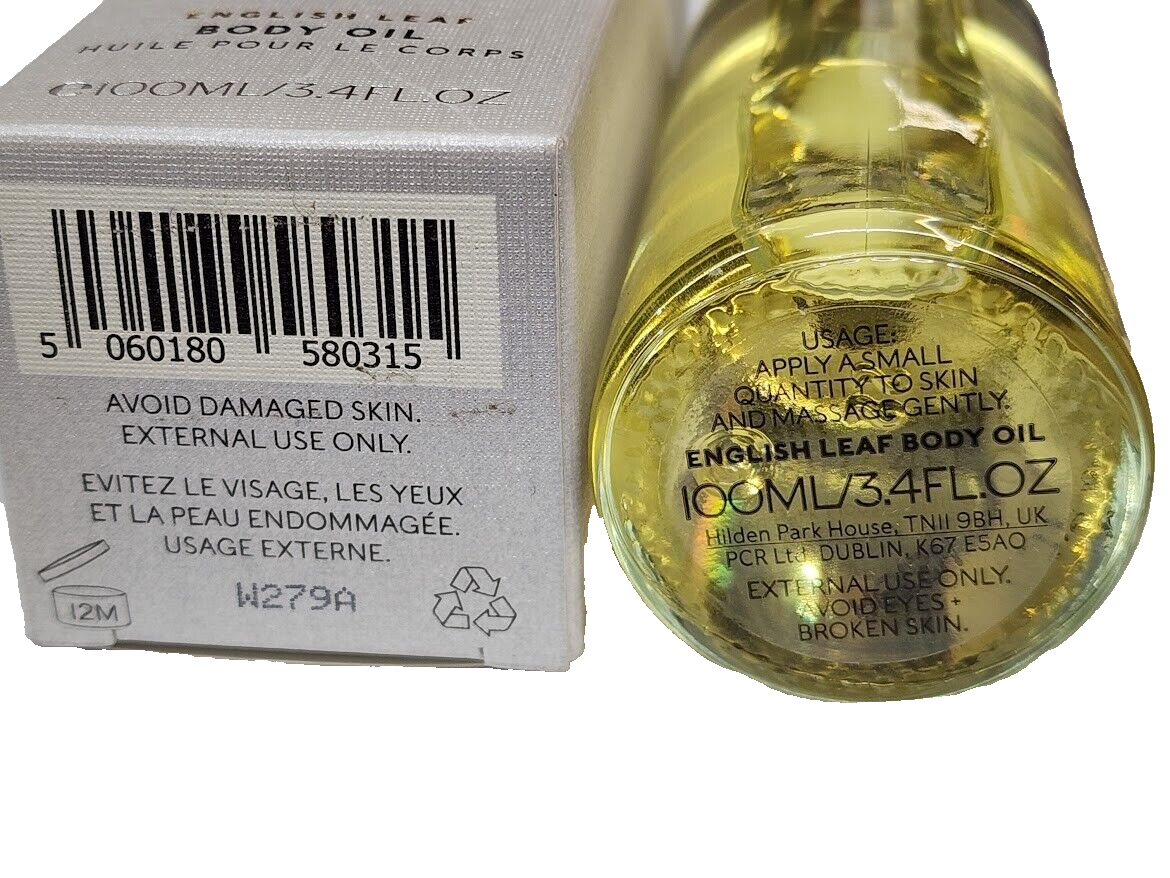 ENGLISH LEAF
BODY OIL
HUILE POUR LE CORPS
℮100ML/3.4FL.OZ
5 060180 580315
AVOID DAMAGED SKIN.
EXTERNAL USE ONLY.
EVITEZ LE VISAGE, LES YEUX
ET LA PEAU ENDOMMAGÉE.
USAGE EXTERNE.
12M
W279A
USAGE:
APPLY A SMALL
QUANTITY TO SKIN
AND MASSAGE GENTLY.
ENGLISH LEAF BODY OIL
100ML/3.4FL.OZ
Hilden Park House, TN11 9BH, UK
PCR Ltd, DUBLIN, K67 E5AO
EXTERNAL USE ONLY.
AVOID EYES +
BROKEN SKIN.